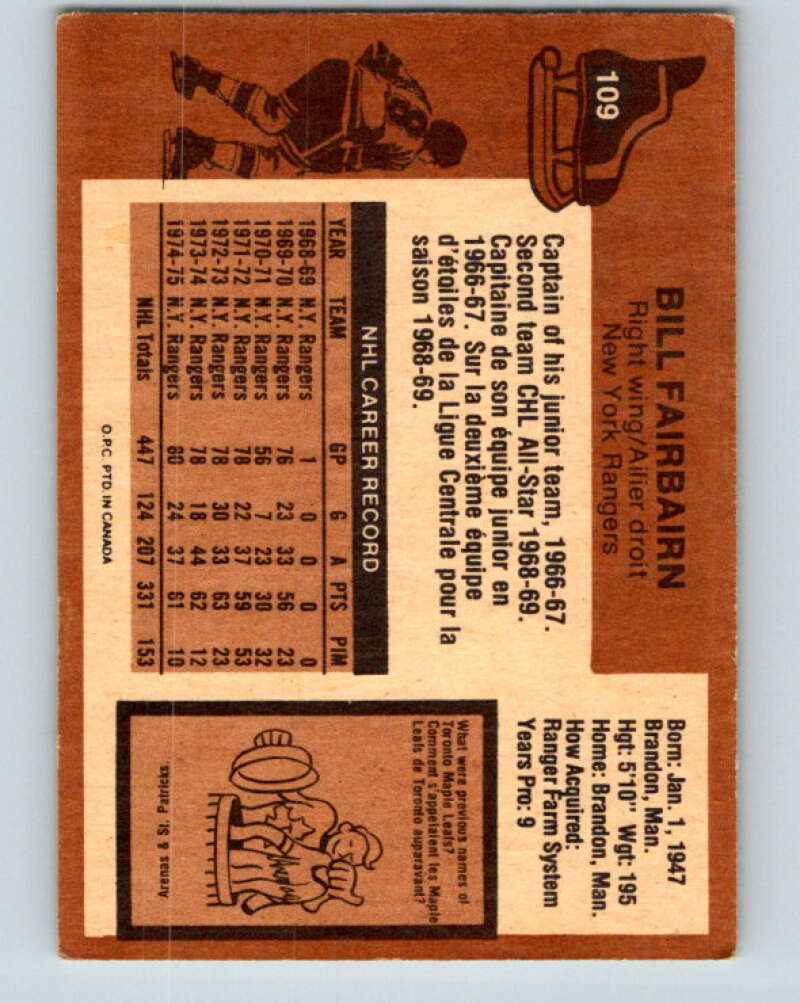 109
BILL FAIRBAIRN
Right wing/Ailier droit
New York Rangers
Captain of his junior team, 1966-67.
Second team CHL All-Star 1968-69.
Capitaine de son équipe junior en
1966-67. Sur la deuxième équipe
d'étoiles de la Ligue Centrale pour la
saison 1968-69.
Born: Jan. 1, 1947
Brandon, Man.
Hgt: 5'10" Wgt: 195
Home: Brandon, Man.
How Acquired:
Ranger Farm System
Years Pro: 9
NHL CAREER RECORD
YEAR TEAM GP G A PTS PIM
1968-69 N.Y. Rangers 1 0 0 0 0
1969-70 N.Y. Rangers 76 23 33 56 23
1970-71 N.Y. Rangers 56 7 23 30 32
1971-72 N.Y. Rangers 78 22 37 59 53
1972-73 N.Y. Rangers 78 30 33 63 23
1973-74 N.Y. Rangers 78 18 44 62 12
1974-75 N.Y. Rangers 80 24 37 61 10
NHL Totals 447 124 207 331 153
What were previous names of
Toronto Maple Leafs?
Comment s'appelaient les Maple
Leafs de Toronto auparavant?
Arenas & St. Patricks.
O.P.C. PTD. IN CANADA